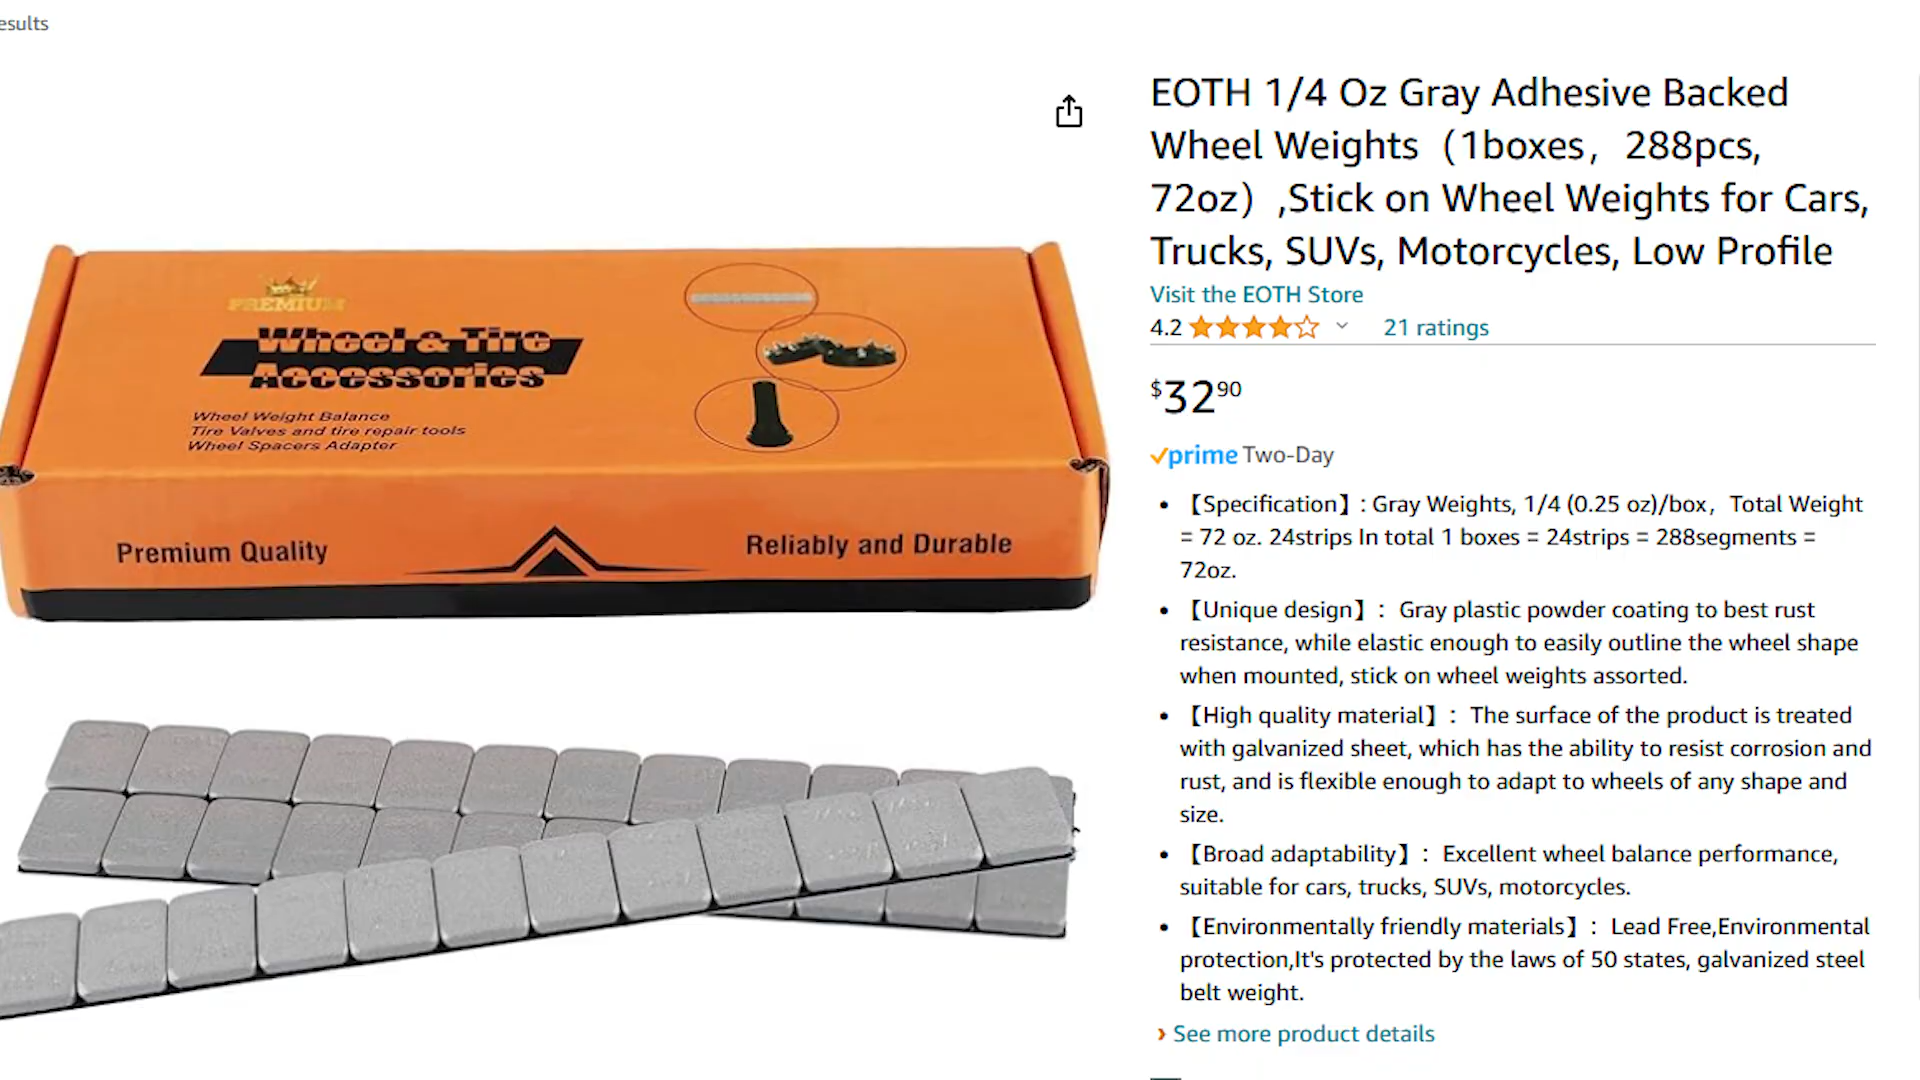 esults
EOTH 1/4 Oz Gray Adhesive Backed
Wheel Weights（1boxes，288pcs,
72oz）,Stick on Wheel Weights for Cars,
Trucks, SUVs, Motorcycles, Low Profile
Visit the EOTH Store
4.2
21 ratings
$32 90
prime Two-Day
• 【Specification】: Gray Weights, 1/4 (0.25 oz)/box，Total Weight
= 72 oz. 24strips In total 1 boxes = 24strips = 288segments =
72oz.
• 【Unique design】：Gray plastic powder coating to best rust
resistance, while elastic enough to easily outline the wheel shape
when mounted, stick on wheel weights assorted.
• 【High quality material】：The surface of the product is treated
with galvanized sheet, which has the ability to resist corrosion and
rust, and is flexible enough to adapt to wheels of any shape and
size.
• 【Broad adaptability】：Excellent wheel balance performance,
suitable for cars, trucks, SUVs, motorcycles.
• 【Environmentally friendly materials】：Lead Free,Environmental
protection,It's protected by the laws of 50 states, galvanized steel
belt weight.
› See more product details
PREMIUM
Wheel & Tire
Accessories
Wheel Weight Balance
Tire Valves and tire repair tools
Wheel Spacers Adapter
Premium Quality
Reliably and Durable